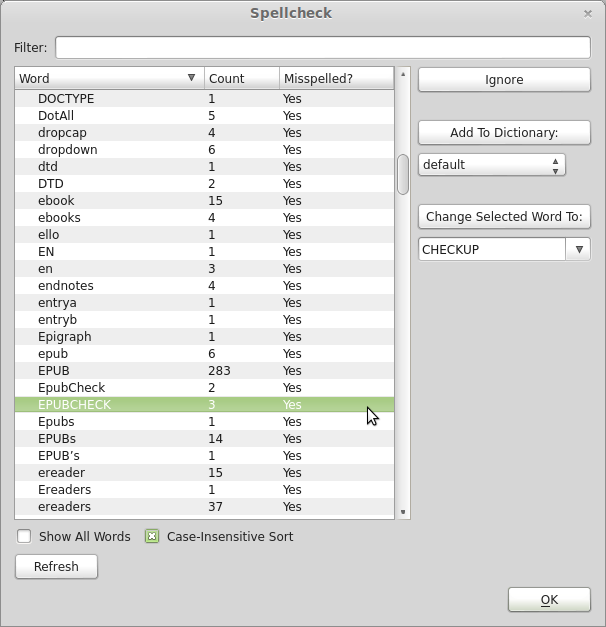 Spellcheck
Filter:
Word Count Misspelled? Ignore
DOCTYPE 1 Yes
DotAll 5 Yes
dropcap 4 Yes Add To Dictionary:
dropdown 6 Yes
dtd 1 Yes default
DTD 2 Yes
ebook 15 Yes
ebooks 4 Yes Change Selected Word To:
ello 1 Yes
EN 1 Yes CHECKUP
en 3 Yes
endnotes 4 Yes
entrya 1 Yes
entryb 1 Yes
Epigraph 1 Yes
epub 6 Yes
EPUB 283 Yes
EpubCheck 2 Yes
EPUBCHECK 3 Yes
Epubs 1 Yes
EPUBs 14 Yes
EPUB’s 1 Yes
ereader 15 Yes
Ereaders 1 Yes
ereaders 37 Yes
Show All Words Case-Insensitive Sort
Refresh
OK